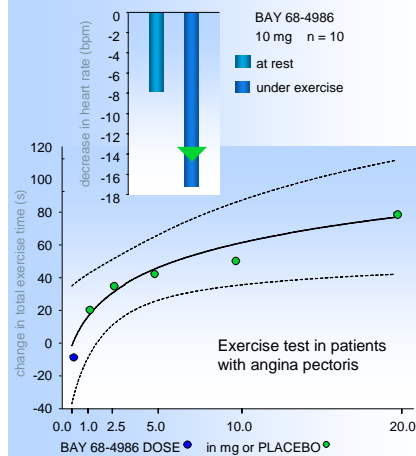 BAY 68-4986
10 mg n = 10
at rest
under exercise
decrease in heart rate (bpm)
0
-2
-4
-6
-8
-10
-12
-14
-16
-18
change in total exercise time (s)
120
100
80
60
40
20
0
-20
-40
Exercise test in patients
with angina pectoris
0.0 1.0 2.5 5.0 10.0 20.0
BAY 68-4986 DOSE in mg or PLACEBO